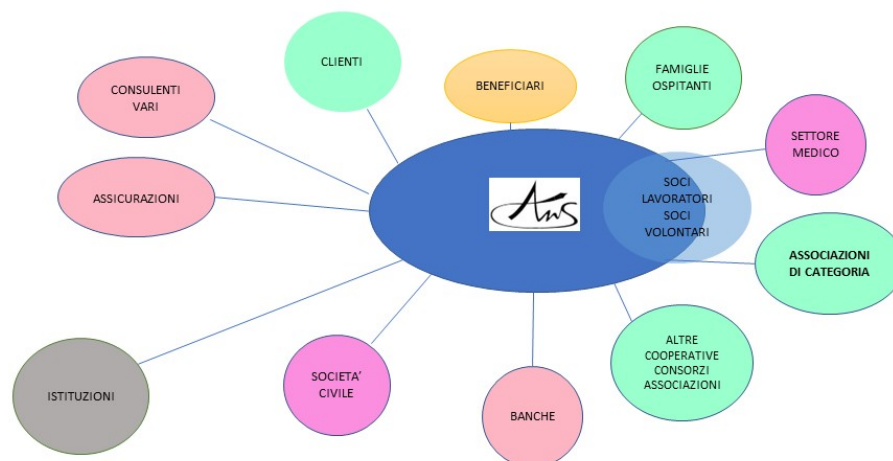 CLIENTI
BENEFICIARI
FAMIGLIE
OSPITANTI
CONSULENTI
VARI
SETTORE
MEDICO
ASSICURAZIONI
AnS
SOCI
LAVORATORI
SOCI
VOLONTARI
ASSOCIAZIONI
DI CATEGORIA
ALTRE
COOPERATIVE
CONSORZI
ASSOCIAZIONI
ISTITUZIONI
SOCIETA’
CIVILE
BANCHE